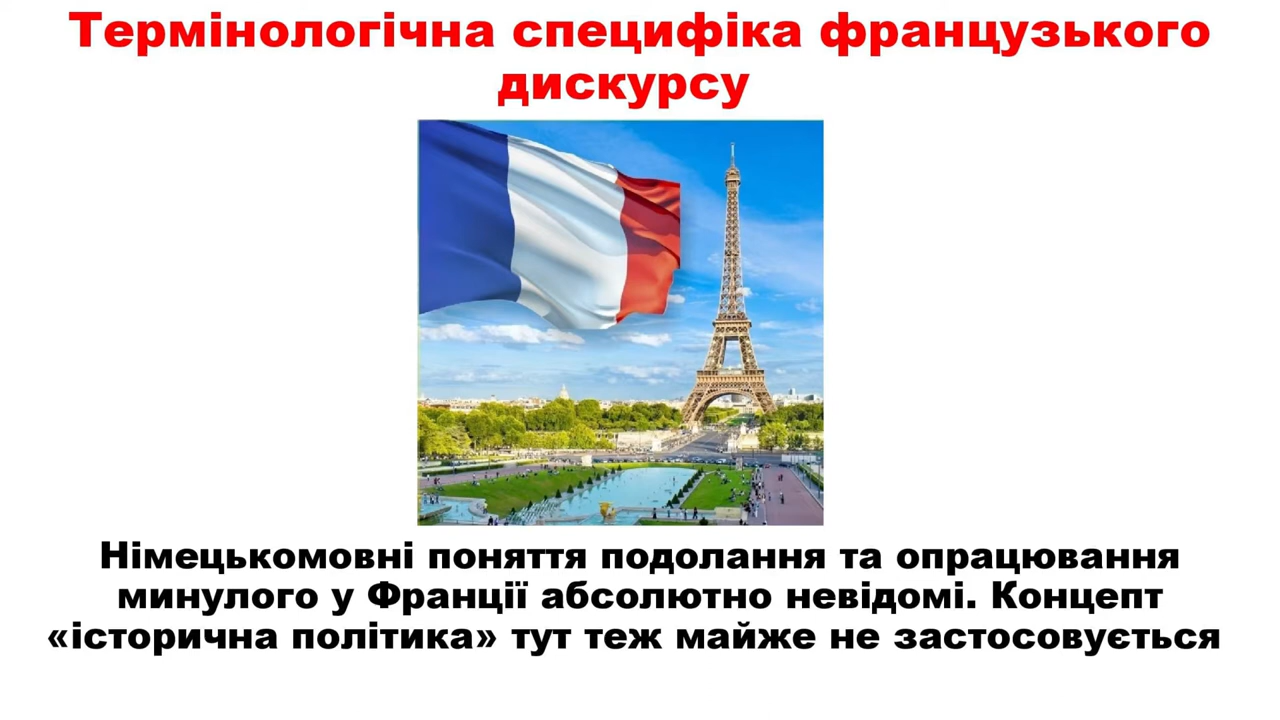 Термінологічна специфіка французького
дискурсу
Німецькомовні поняття подолання та опрацювання
минулого у Франції абсолютно невідомі. Концепт
«історична політика» тут теж майже не застосовується